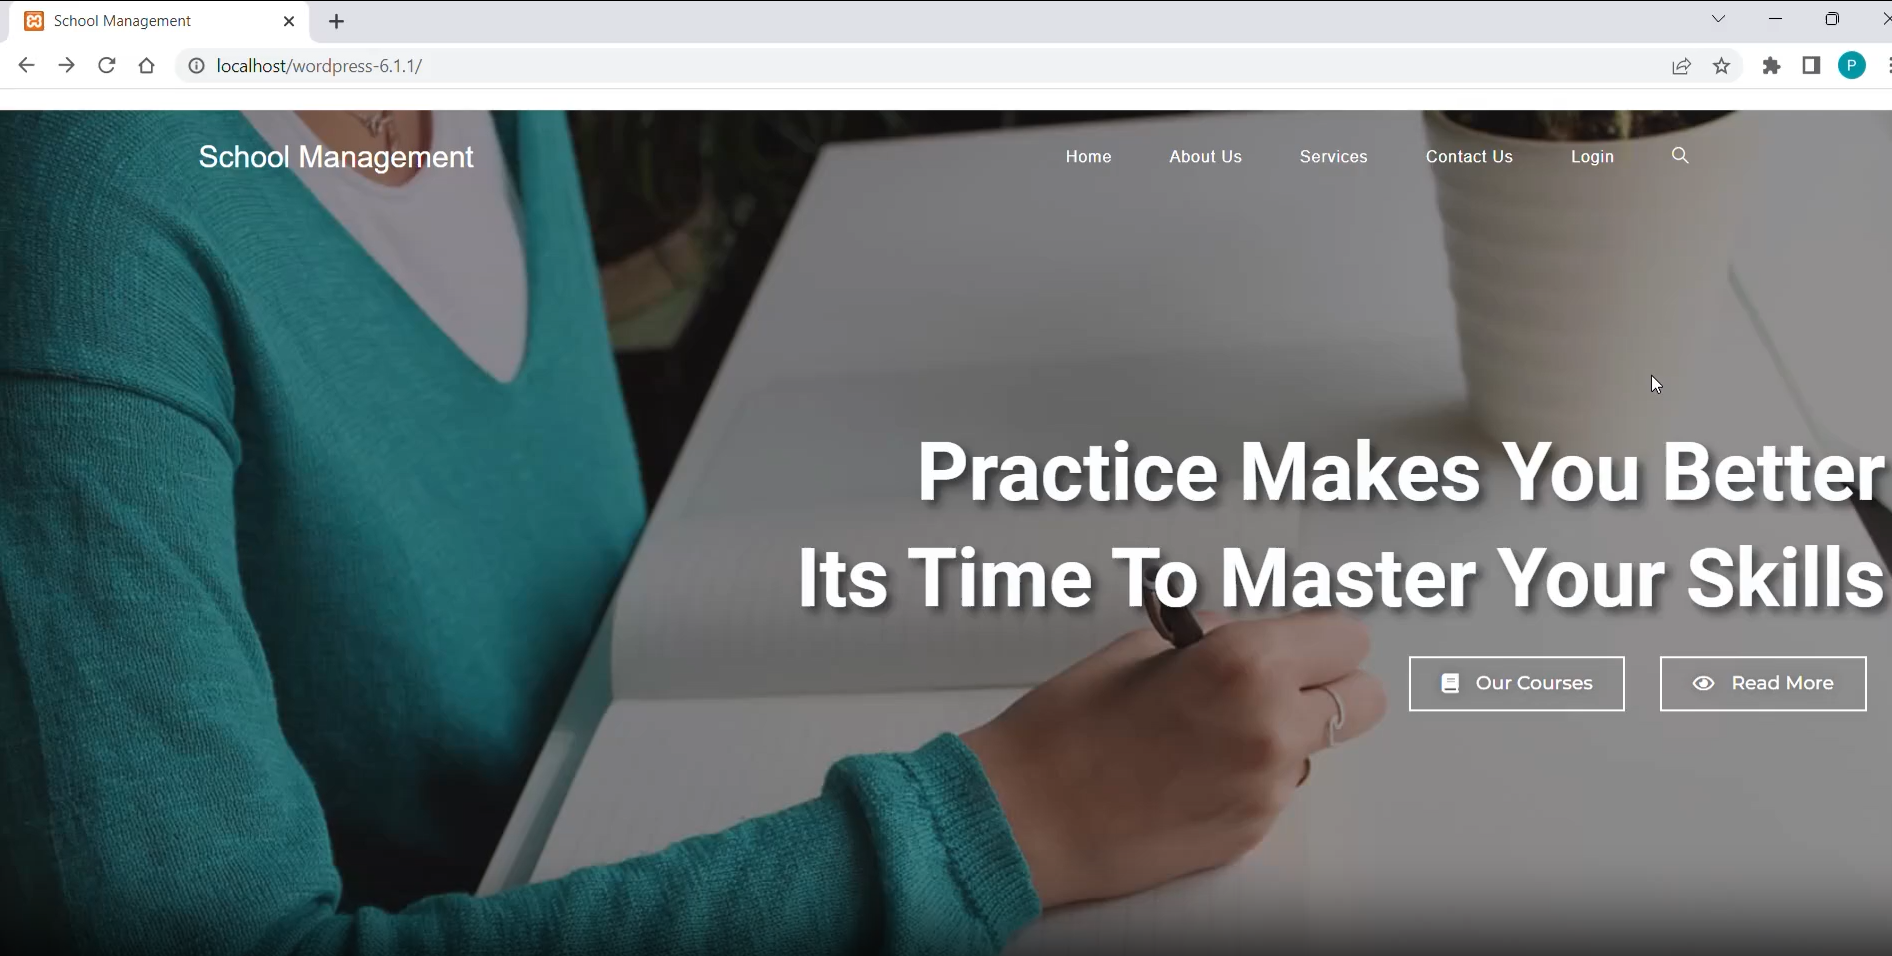 School Management
localhost/wordpress-6.1.1/
P
School Management
Home
About Us
Services
Contact Us
Login
Practice Makes You Better
Its Time To Master Your Skills
Our Courses
Read More